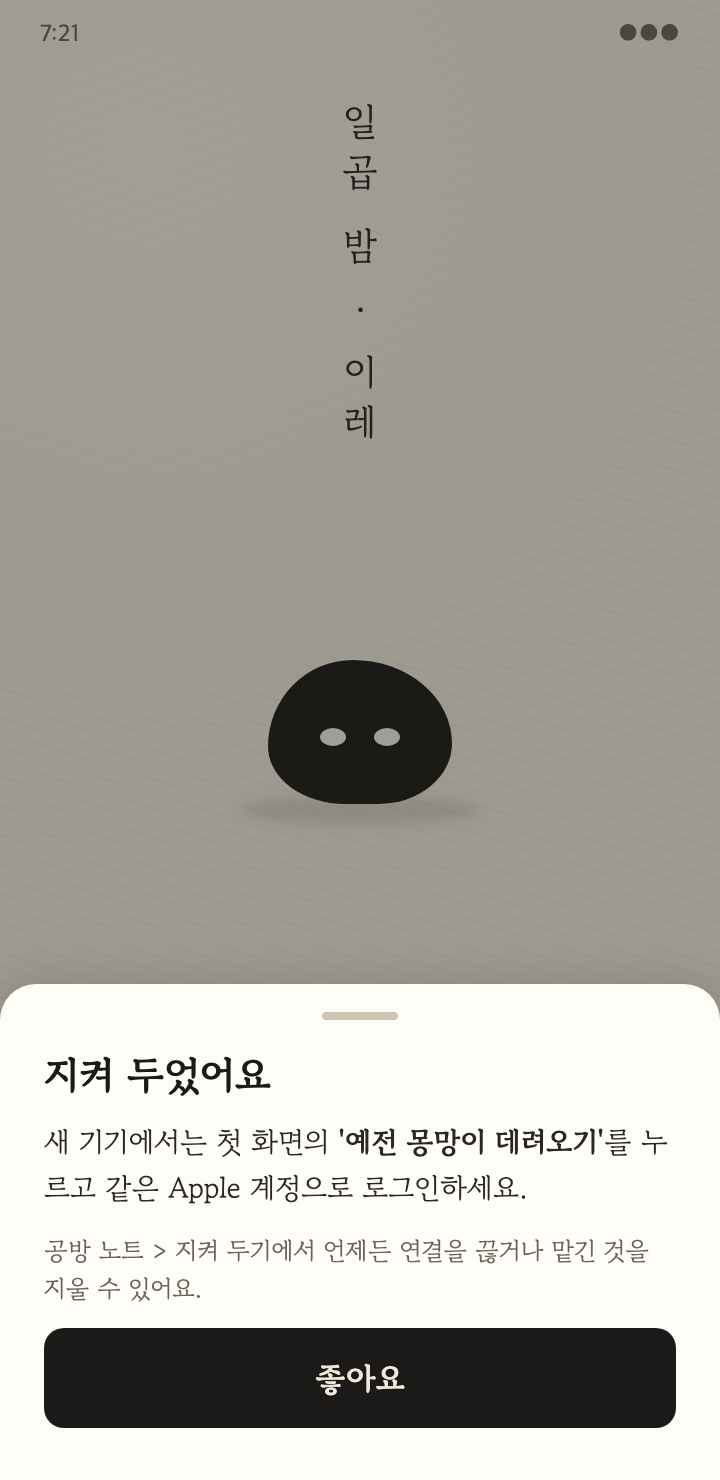 7:21
일곱 밤 · 이레
지켜 두었어요
새 기기에서는 첫 화면의 '예전 몽망이 데려오기'를 누
르고 같은 Apple 계정으로 로그인하세요.
공방 노트 > 지켜 두기에서 언제든 연결을 끊거나 맡긴 것을
지울 수 있어요.
좋아요